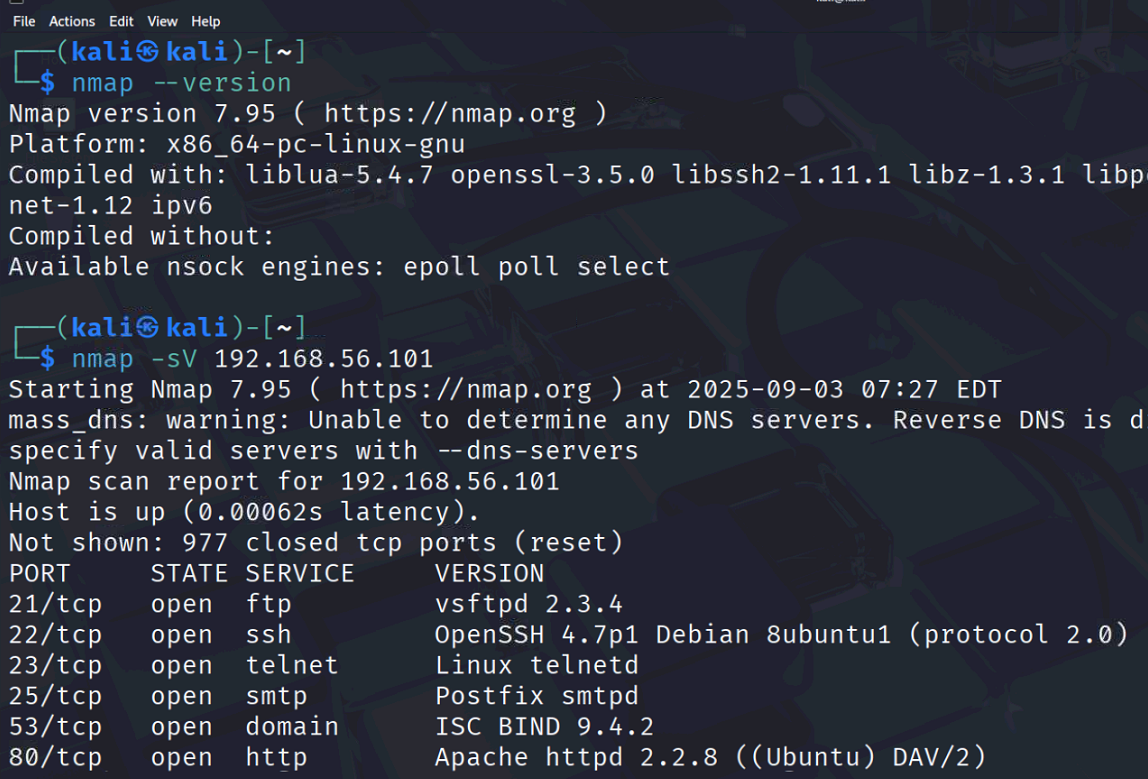 File Actions Edit View Help
┌──(kali㉿kali)-[~]
└─$ nmap --version
Nmap version 7.95 ( https://nmap.org )
Platform: x86_64-pc-linux-gnu
Compiled with: liblua-5.4.7 openssl-3.5.0 libssh2-1.11.1 libz-1.3.1
net-1.12 ipv6
Compiled without:
Available nsock engines: epoll poll select
┌──(kali㉿kali)-[~]
└─$ nmap -sV 192.168.56.101
Starting Nmap 7.95 ( https://nmap.org ) at 2025-09-03 07:27 EDT
mass_dns: warning: Unable to determine any DNS servers. Reverse DNS is
specify valid servers with --dns-servers
Nmap scan report for 192.168.56.101
Host is up (0.00062s latency).
Not shown: 977 closed tcp ports (reset)
PORT STATE SERVICE VERSION
21/tcp open ftp vsftpd 2.3.4
22/tcp open ssh OpenSSH 4.7p1 Debian 8ubuntu1 (protocol 2.0)
23/tcp open telnet Linux telnetd
25/tcp open smtp Postfix smtpd
53/tcp open domain ISC BIND 9.4.2
80/tcp open http Apache httpd 2.2.8 ((Ubuntu) DAV/2)